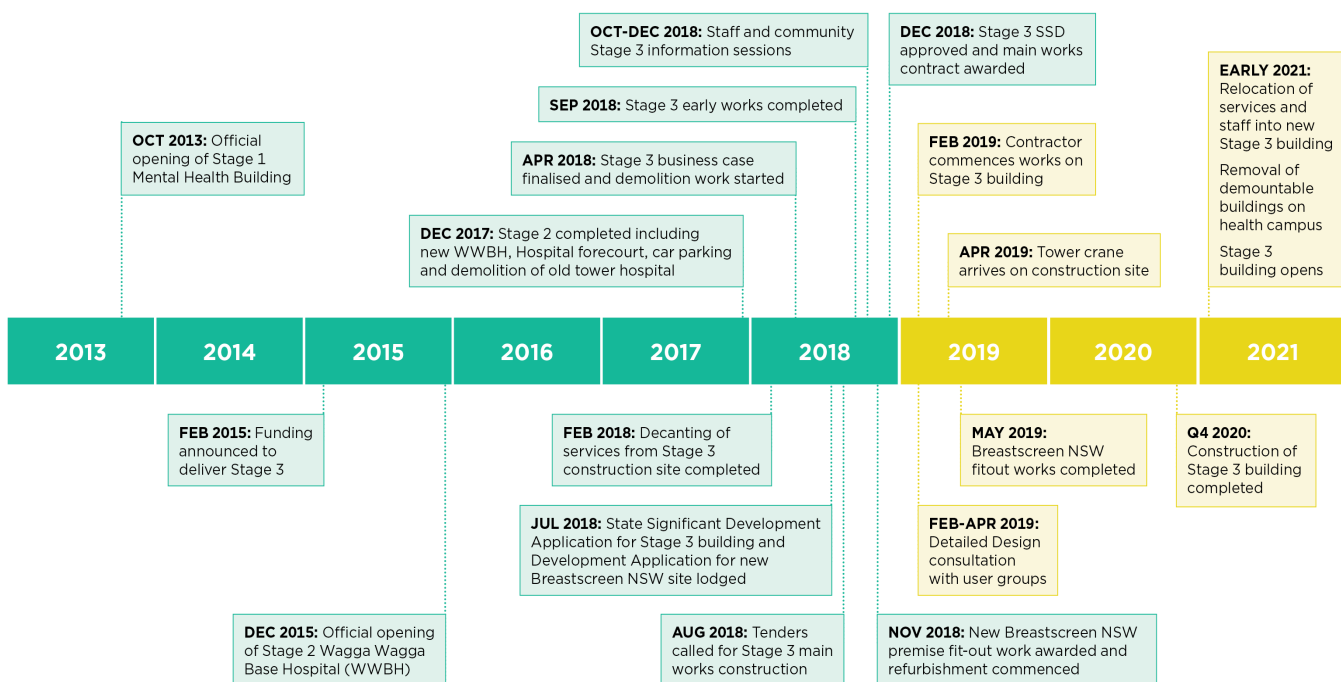 OCT-DEC 2018: Staff and community
Stage 3 information sessions
DEC 2018: Stage 3 SSD
approved and main works
contract awarded
EARLY 2021:
Relocation of
services and
staff into new
Stage 3 building
Removal of
demountable
buildings on
health campus
Stage 3
building opens
SEP 2018: Stage 3 early works completed
OCT 2013: Official
opening of Stage 1
Mental Health Building
APR 2018: Stage 3 business case
finalised and demolition work started
FEB 2019: Contractor
commences works on
Stage 3 building
DEC 2017: Stage 2 completed including
new WWBH, Hospital forecourt, car parking
and demolition of old tower hospital
APR 2019: Tower crane
arrives on construction site
2013
2014
2015
2016
2017
2018
2019
2020
2021
FEB 2015: Funding
announced to
deliver Stage 3
FEB 2018: Decanting of
services from Stage 3
construction site completed
MAY 2019:
Breastscreen NSW
fitout works completed
Q4 2020:
Construction of
Stage 3 building
completed
JUL 2018: State Significant Development
Application for Stage 3 building and
Development Application for new
Breastscreen NSW site lodged
FEB-APR 2019:
Detailed Design
consultation
with user groups
DEC 2015: Official opening
of Stage 2 Wagga Wagga
Base Hospital (WWBH)
AUG 2018: Tenders
called for Stage 3 main
works construction
NOV 2018: New Breastscreen NSW
premise fit-out work awarded and
refurbishment commenced